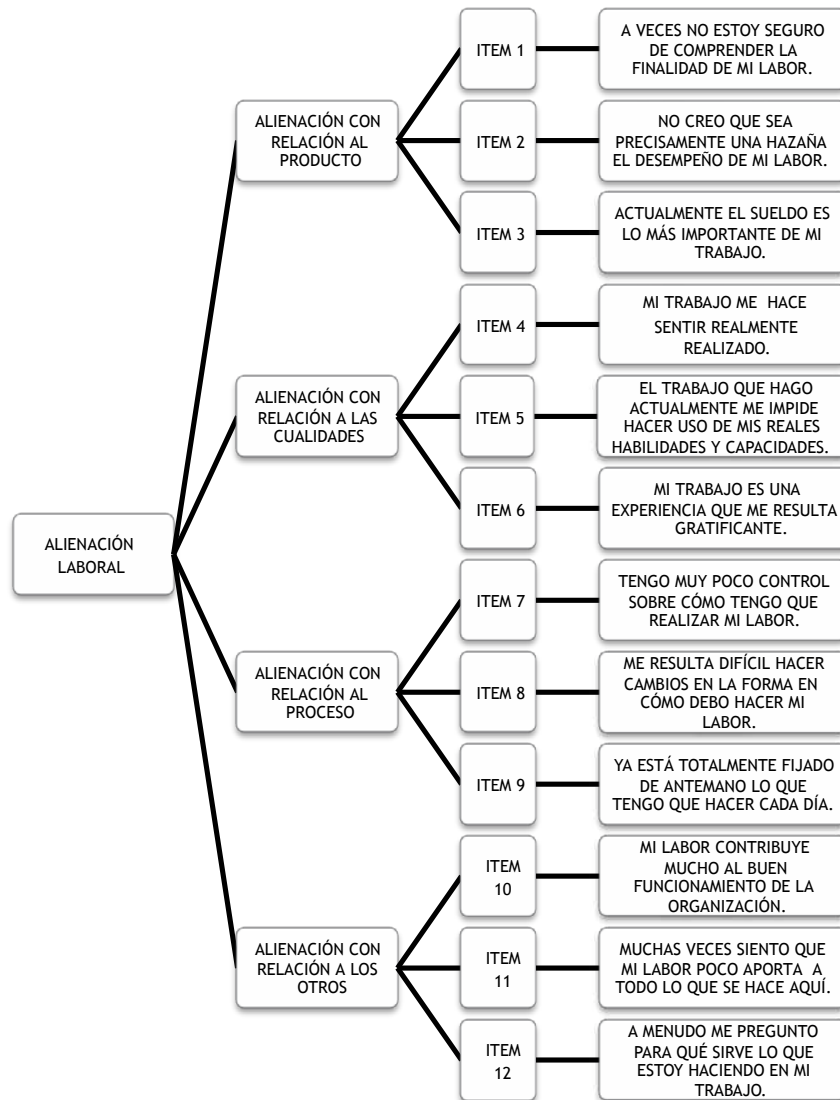 ALIENACIÓN
LABORAL
ALIENACIÓN CON
RELACIÓN AL
PRODUCTO
ITEM 1
A VECES NO ESTOY SEGURO
DE COMPRENDER LA
FINALIDAD DE MI LABOR.
ITEM 2
NO CREO QUE SEA
PRECISAMENTE UNA HAZAÑA
EL DESEMPEÑO DE MI LABOR.
ITEM 3
ACTUALMENTE EL SUELDO ES
LO MÁS IMPORTANTE DE MI
TRABAJO.
ALIENACIÓN CON
RELACIÓN A LAS
CUALIDADES
ITEM 4
MI TRABAJO ME HACE
SENTIR REALMENTE
REALIZADO.
ITEM 5
EL TRABAJO QUE HAGO
ACTUALMENTE ME IMPIDE
HACER USO DE MIS REALES
HABILIDADES Y CAPACIDADES.
ITEM 6
MI TRABAJO ES UNA
EXPERIENCIA QUE ME RESULTA
GRATIFICANTE.
ALIENACIÓN CON
RELACIÓN AL
PROCESO
ITEM 7
TENGO MUY POCO CONTROL
SOBRE CÓMO TENGO QUE
REALIZAR MI LABOR.
ITEM 8
ME RESULTA DIFÍCIL HACER
CAMBIOS EN LA FORMA EN
CÓMO DEBO HACER MI
LABOR.
ITEM 9
YA ESTÁ TOTALMENTE FIJADO
DE ANTEMANO LO QUE
TENGO QUE HACER CADA DÍA.
ALIENACIÓN CON
RELACIÓN A LOS
OTROS
ITEM
10
MI LABOR CONTRIBUYE
MUCHO AL BUEN
FUNCIONAMIENTO DE LA
ORGANIZACIÓN.
ITEM
11
MUCHAS VECES SIENTO QUE
MI LABOR POCO APORTA A
TODO LO QUE SE HACE AQUÍ.
ITEM
12
A MENUDO ME PREGUNTO
PARA QUÉ SIRVE LO QUE
ESTOY HACIENDO EN MI
TRABAJO.